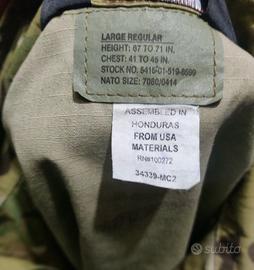 LARGE REGULAR
HEIGHT: 67 TO 71 IN.
CHEST: 41 TO 45 IN.
STOCK NO. 8415-01-519-8599
NATO SIZE: 7080/0414
ASSEMBLED IN
HONDURAS
FROM USA
MATERIALS
RN#100272
34339-MC2
subito